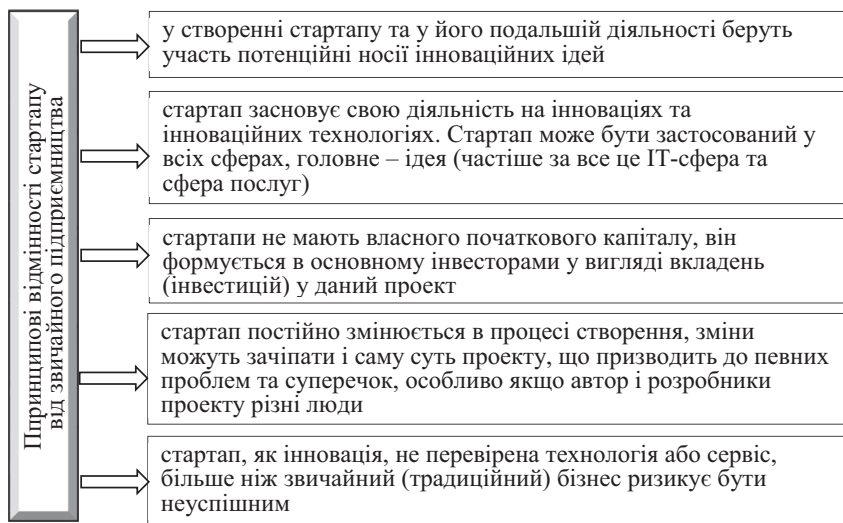 Ппринципові відмінності стартапу
від звичайного підприємництва
у створенні стартапу та у його подальшій діяльності беруть
участь потенційні носії інноваційних ідей
стартап засновує свою діяльність на інноваціях та
інноваційних технологіях. Стартап може бути застосований у
всіх сферах, головне – ідея (частіше за все це ІТ-сфера та
сфера послуг)
стартапи не мають власного початкового капіталу, він
формується в основному інвесторами у вигляді вкладень
(інвестицій) у даний проект
стартап постійно змінюється в процесі створення, зміни
можуть зачіпати і саму суть проекту, що призводить до певних
проблем та суперечок, особливо якщо автор і розробники
проекту різні люди
стартап, як інновація, не перевірена технологія або сервіс,
більше ніж звичайний (традиційний) бізнес ризикує бути
неуспішним